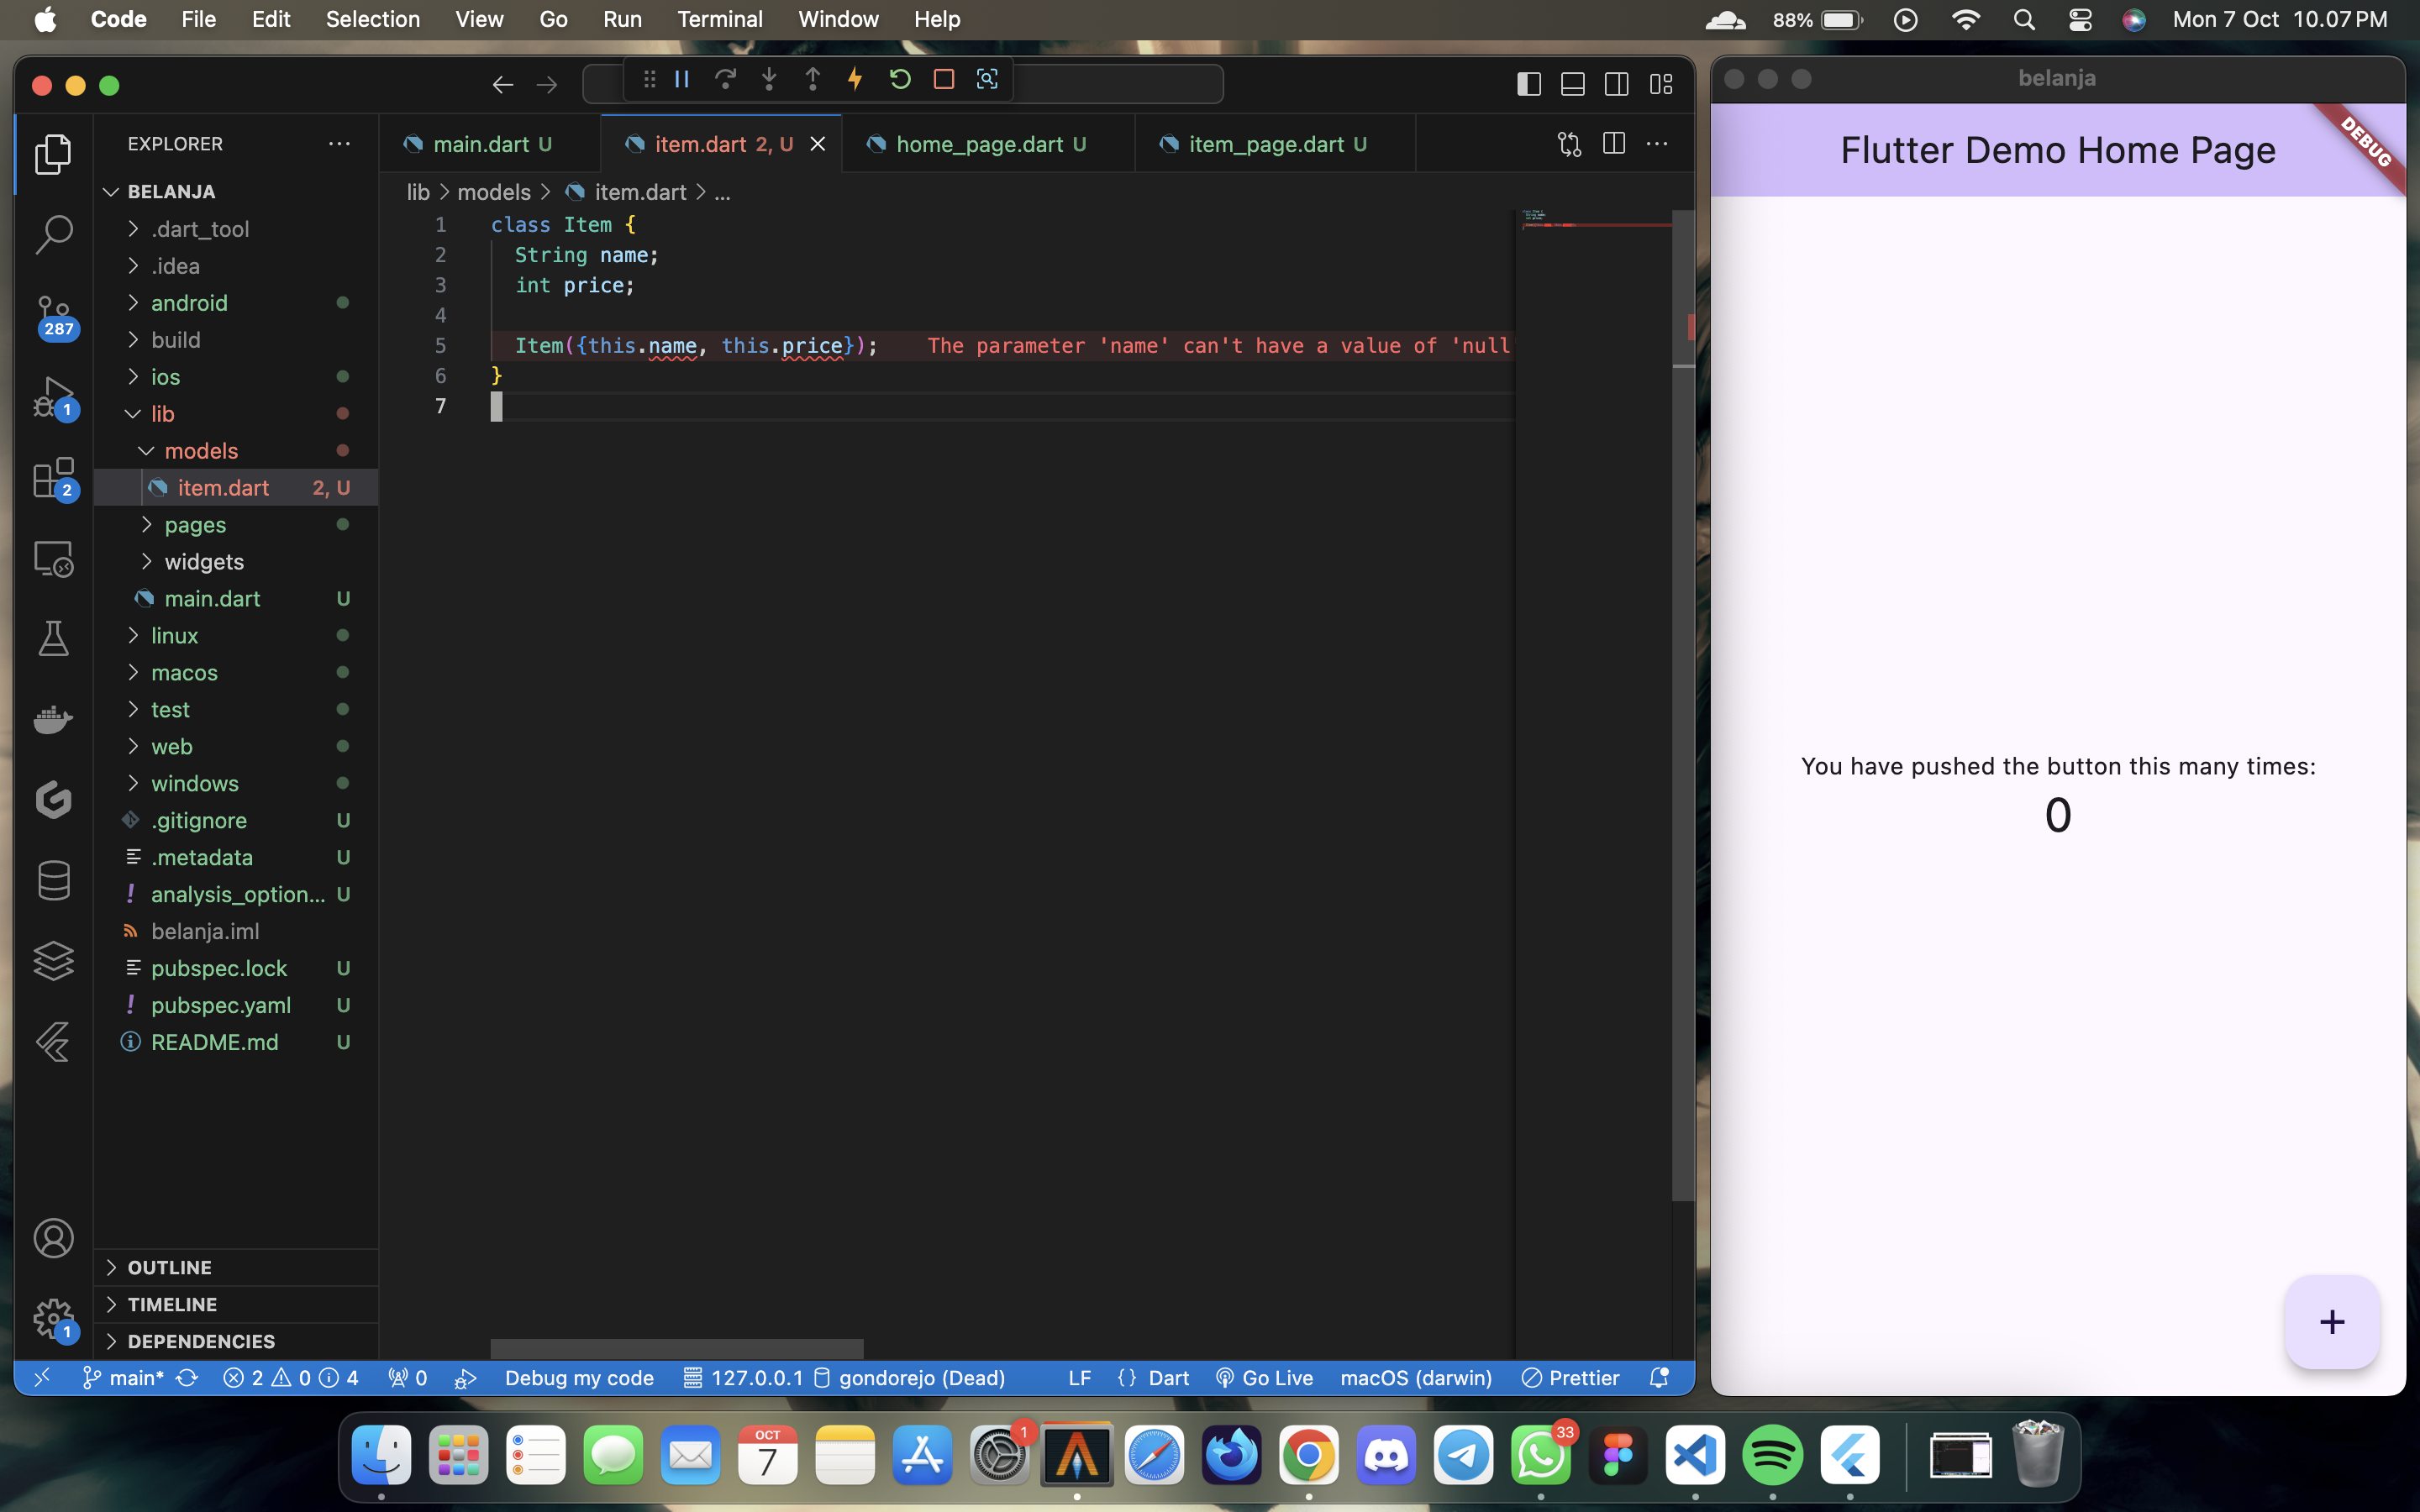 Code File Edit Selection View Go Run Terminal Window Help 88% Mon 7 Oct 10.07 PM
EXPLORER
BELANJA
.dart_tool
.idea
android
build
ios
lib
models
item.dart 2, U
pages
widgets
main.dart U
linux
macos
test
web
windows
.gitignore U
.metadata U
analysis_option... U
belanja.iml
pubspec.lock U
pubspec.yaml U
README.md U
OUTLINE
TIMELINE
DEPENDENCIES
287
1
2
1
main.dart U item.dart 2, U home_page.dart U item_page.dart U
lib > models > item.dart > ...
1 class Item {
2 String name;
3 int price;
4
5 Item({this.name, this.price}); The parameter 'name' can't have a value of 'null'
6 }
7
main* 2 0 4 0 Debug my code 127.0.0.1 gondorejo (Dead) LF {} Dart Go Live macOS (darwin) Prettier
belanja
Flutter Demo Home Page
DEBUG
You have pushed the button this many times:
0
+
OCT
7
1
33